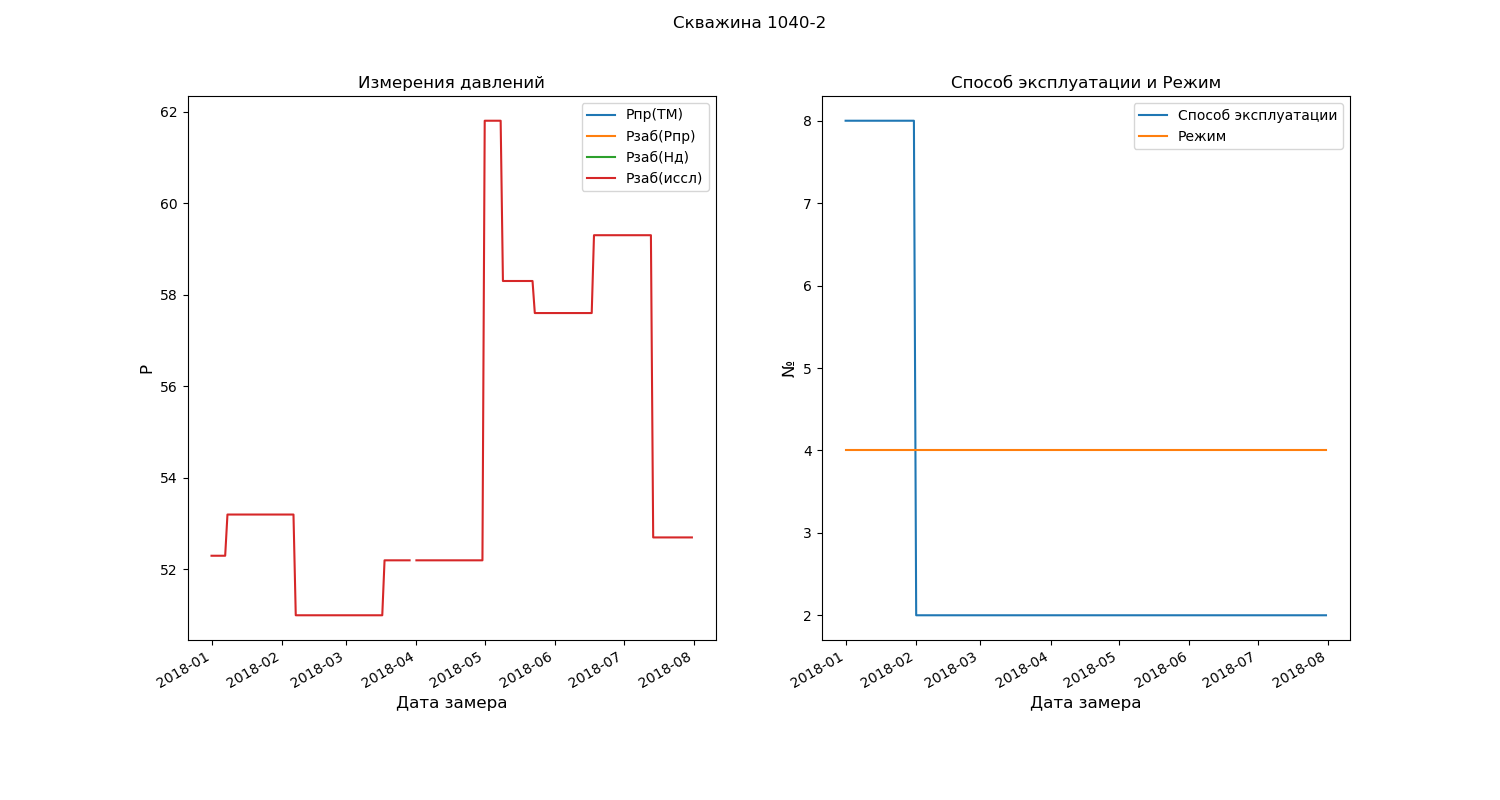 Скважина 1040-2
Измерения давлений
Рпр(ТМ)
Рзаб(Рпр)
Рзаб(Нд)
Рзаб(иссл)
62
60
58
56
54
52
Р
2018-01
2018-02
2018-03
2018-04
2018-05
2018-06
2018-07
2018-08
Дата замера
Способ эксплуатации и Режим
Способ эксплуатации
Режим
8
7
6
5
4
3
2
№
2018-01
2018-02
2018-03
2018-04
2018-05
2018-06
2018-07
2018-08
Дата замера